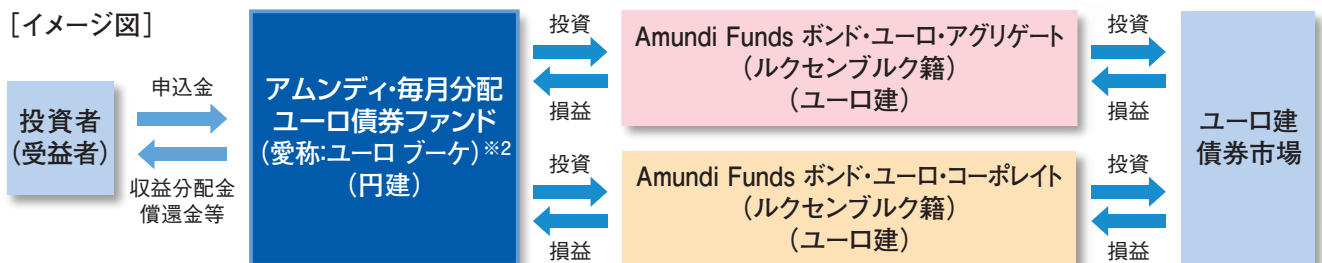 [イメージ図]
投資者
(受益者)
申込金
収益分配金
償還金等
アムンディ・毎月分配
ユーロ債券ファンド
(愛称:ユーロ ブーケ)※2
(円建)
投資
損益
投資
損益
Amundi Funds ボンド・ユーロ・アグリゲート
(ルクセンブルク籍)
(ユーロ建)
Amundi Funds ボンド・ユーロ・コーポレイト
(ルクセンブルク籍)
(ユーロ建)
投資
損益
投資
損益
ユーロ建
債券市場